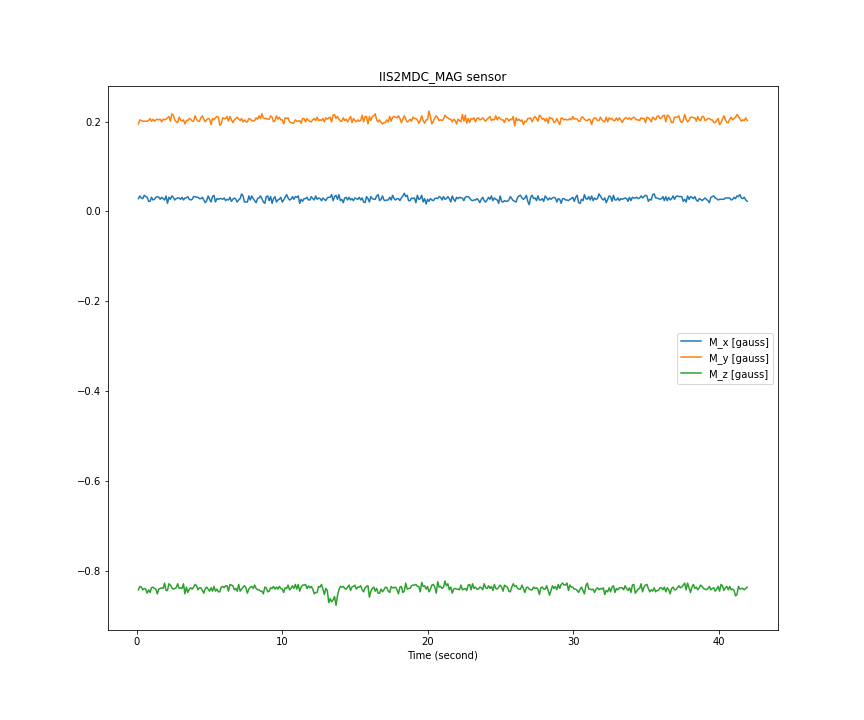 IIS2MDC_MAG sensor
0.2
0.0
−0.2
−0.4
−0.6
−0.8
M_x [gauss]
M_y [gauss]
M_z [gauss]
0 10 20 30 40
Time (second)